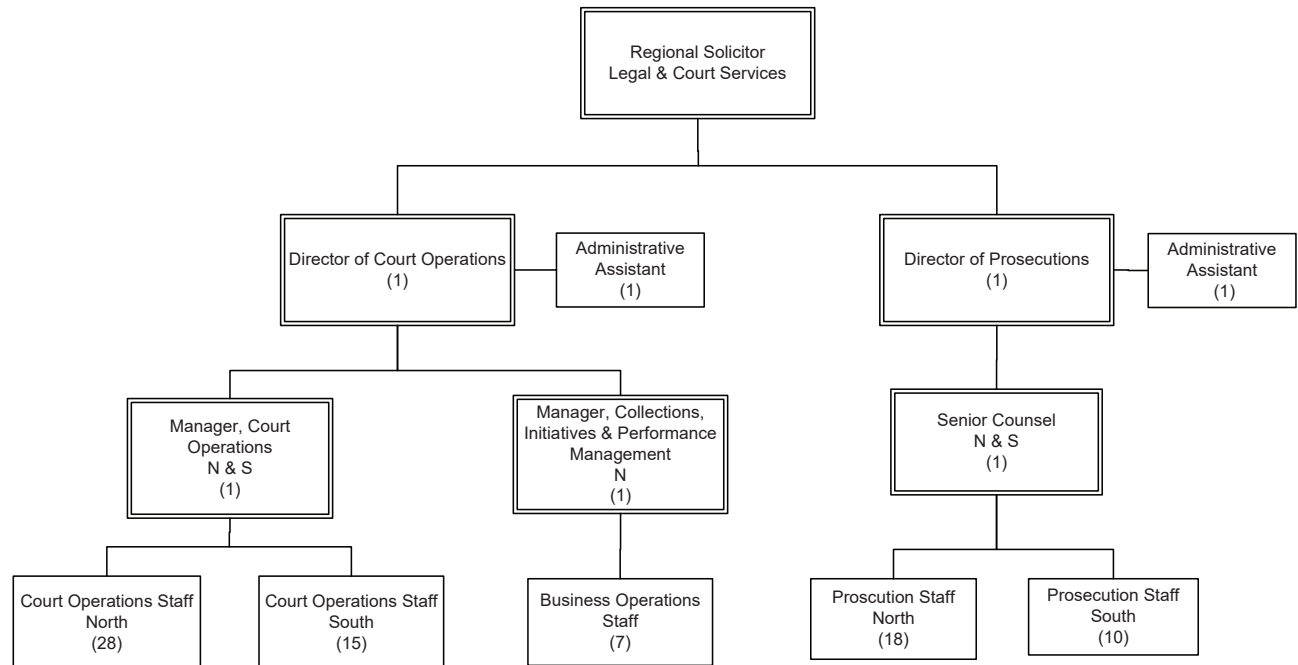 Regional Solicitor
Legal & Court Services
Director of Court Operations
(1)
Administrative
Assistant
(1)
Director of Prosecutions
(1)
Administrative
Assistant
(1)
Manager, Court
Operations
N & S
(1)
Manager, Collections,
Initiatives & Performance
Management
N
(1)
Senior Counsel
N & S
(1)
Court Operations Staff
North
(28)
Court Operations Staff
South
(15)
Business Operations
Staff
(7)
Proscution Staff
North
(18)
Prosecution Staff
South
(10)